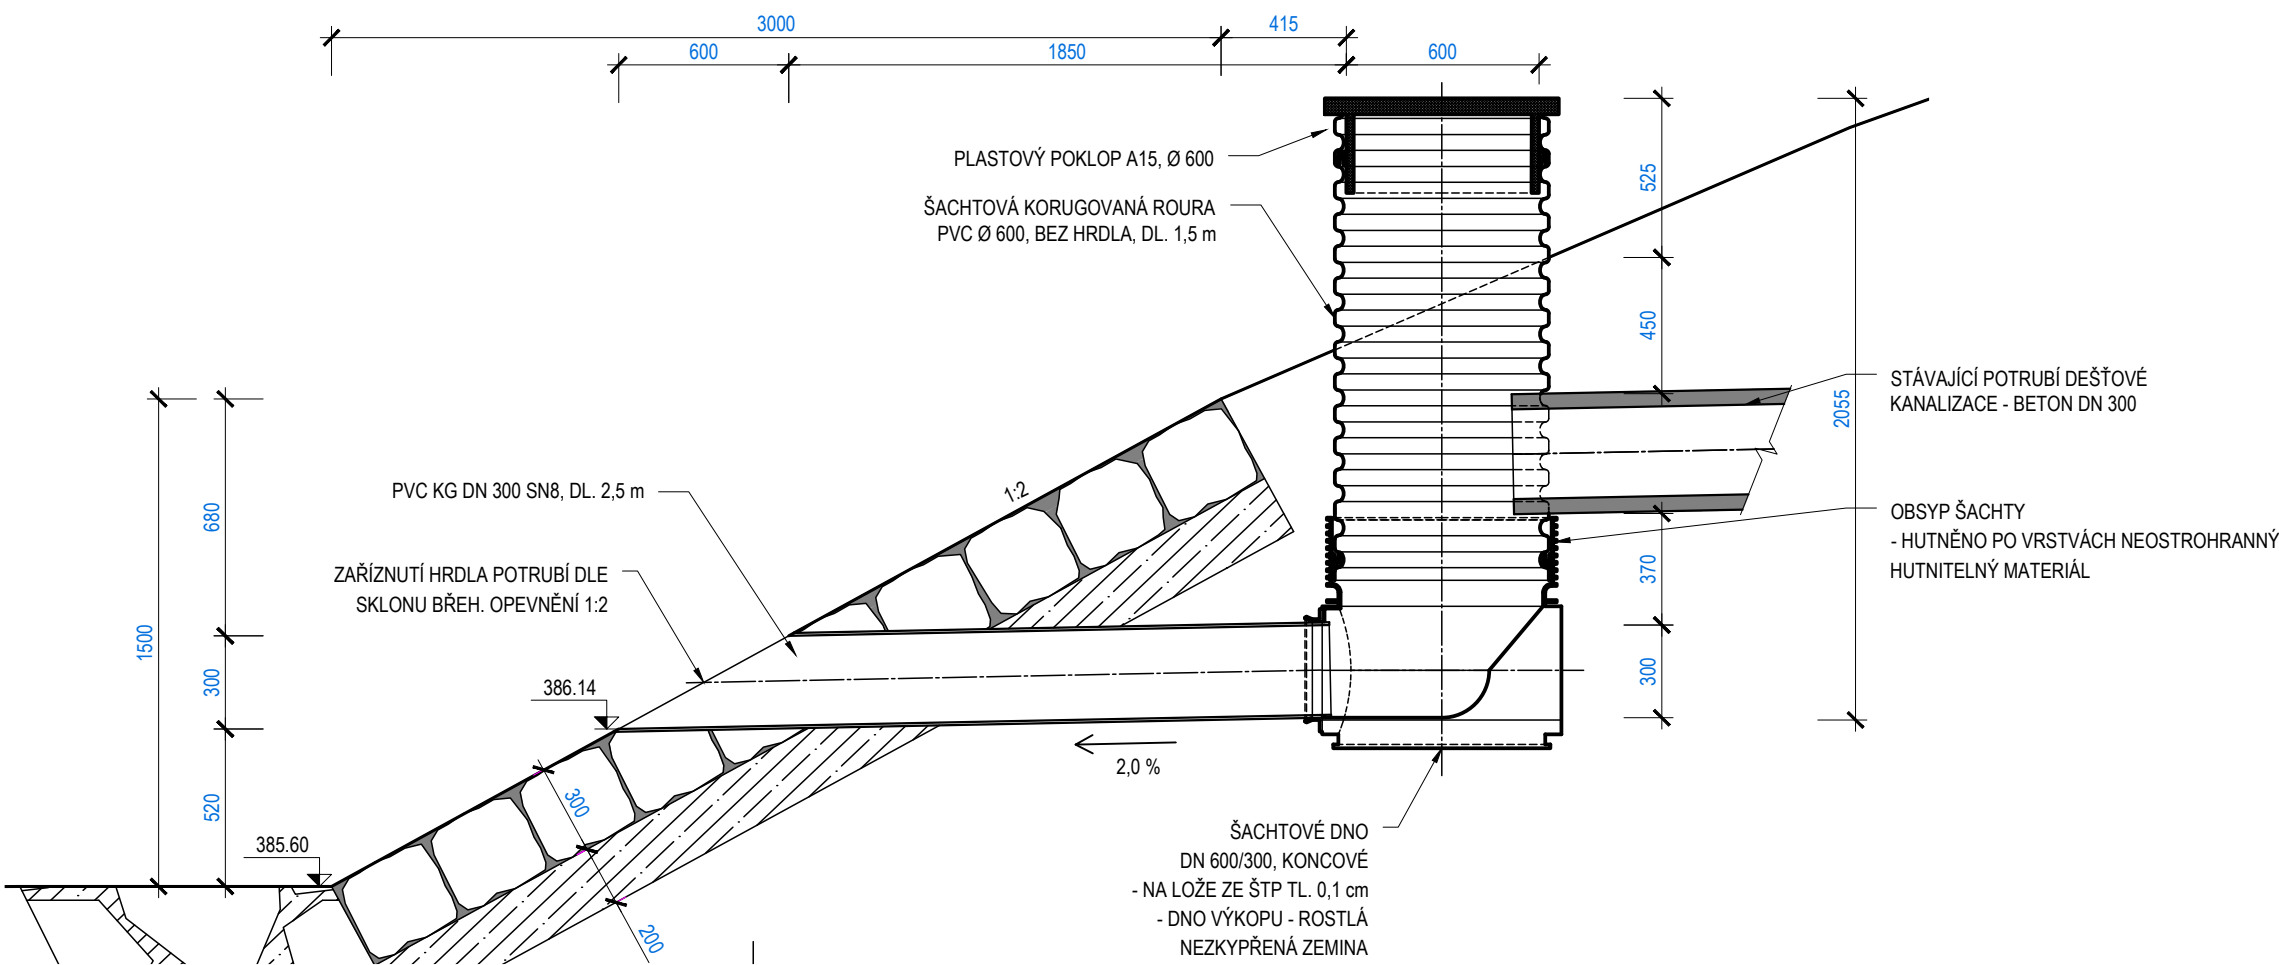 3000
415
600
1850
600
PLASTOVÝ POKLOP A15, Ø 600
ŠACHTOVÁ KORUGOVANÁ ROURA
PVC Ø 600, BEZ HRDLA, DL. 1,5 m
525
450
2055
STÁVAJÍCÍ POTRUBÍ DEŠŤOVÉ
KANALIZACE - BETON DN 300
1:2
PVC KG DN 300 SN8, DL. 2,5 m
OBSYP ŠACHTY
- HUTNĚNO PO VRSTVÁCH NEOSTROHRANNÝ
HUTNITELNÝ MATERIÁL
680
370
ZAŘÍZNUTÍ HRDLA POTRUBÍ DLE
SKLONU BŘEH. OPEVNĚNÍ 1:2
1500
300
300
386.14
2,0 %
520
300
385.60
200
ŠACHTOVÉ DNO
DN 600/300, KONCOVÉ
- NA LOŽE ZE ŠTP TL. 0,1 cm
- DNO VÝKOPU - ROSTLÁ
NEZKYPŘENÁ ZEMINA